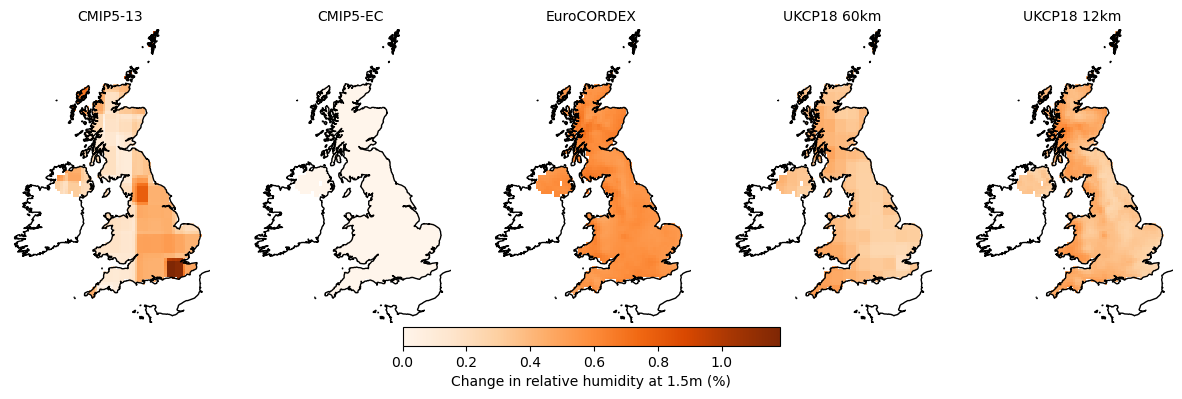 CMIP5-13 CMIP5-EC EuroCORDEX UKCP18 60km UKCP18 12km
0.0 0.2 0.4 0.6 0.8 1.0
Change in relative humidity at 1.5m (%)